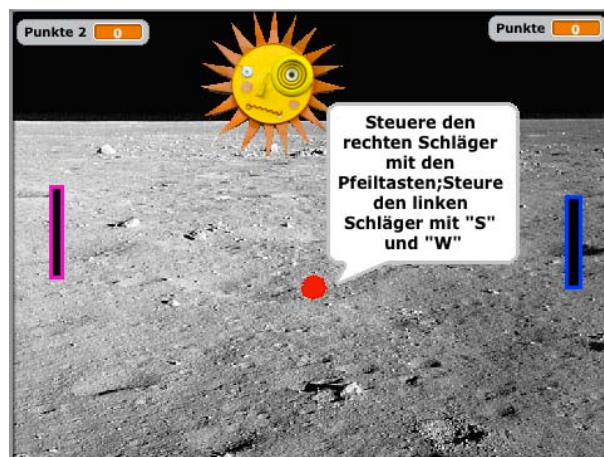 Punkte 2 0
Punkte 0
Steuere den
rechten Schläger
mit den
Pfeiltasten;Steure
den linken
Schläger mit "S"
und "W"